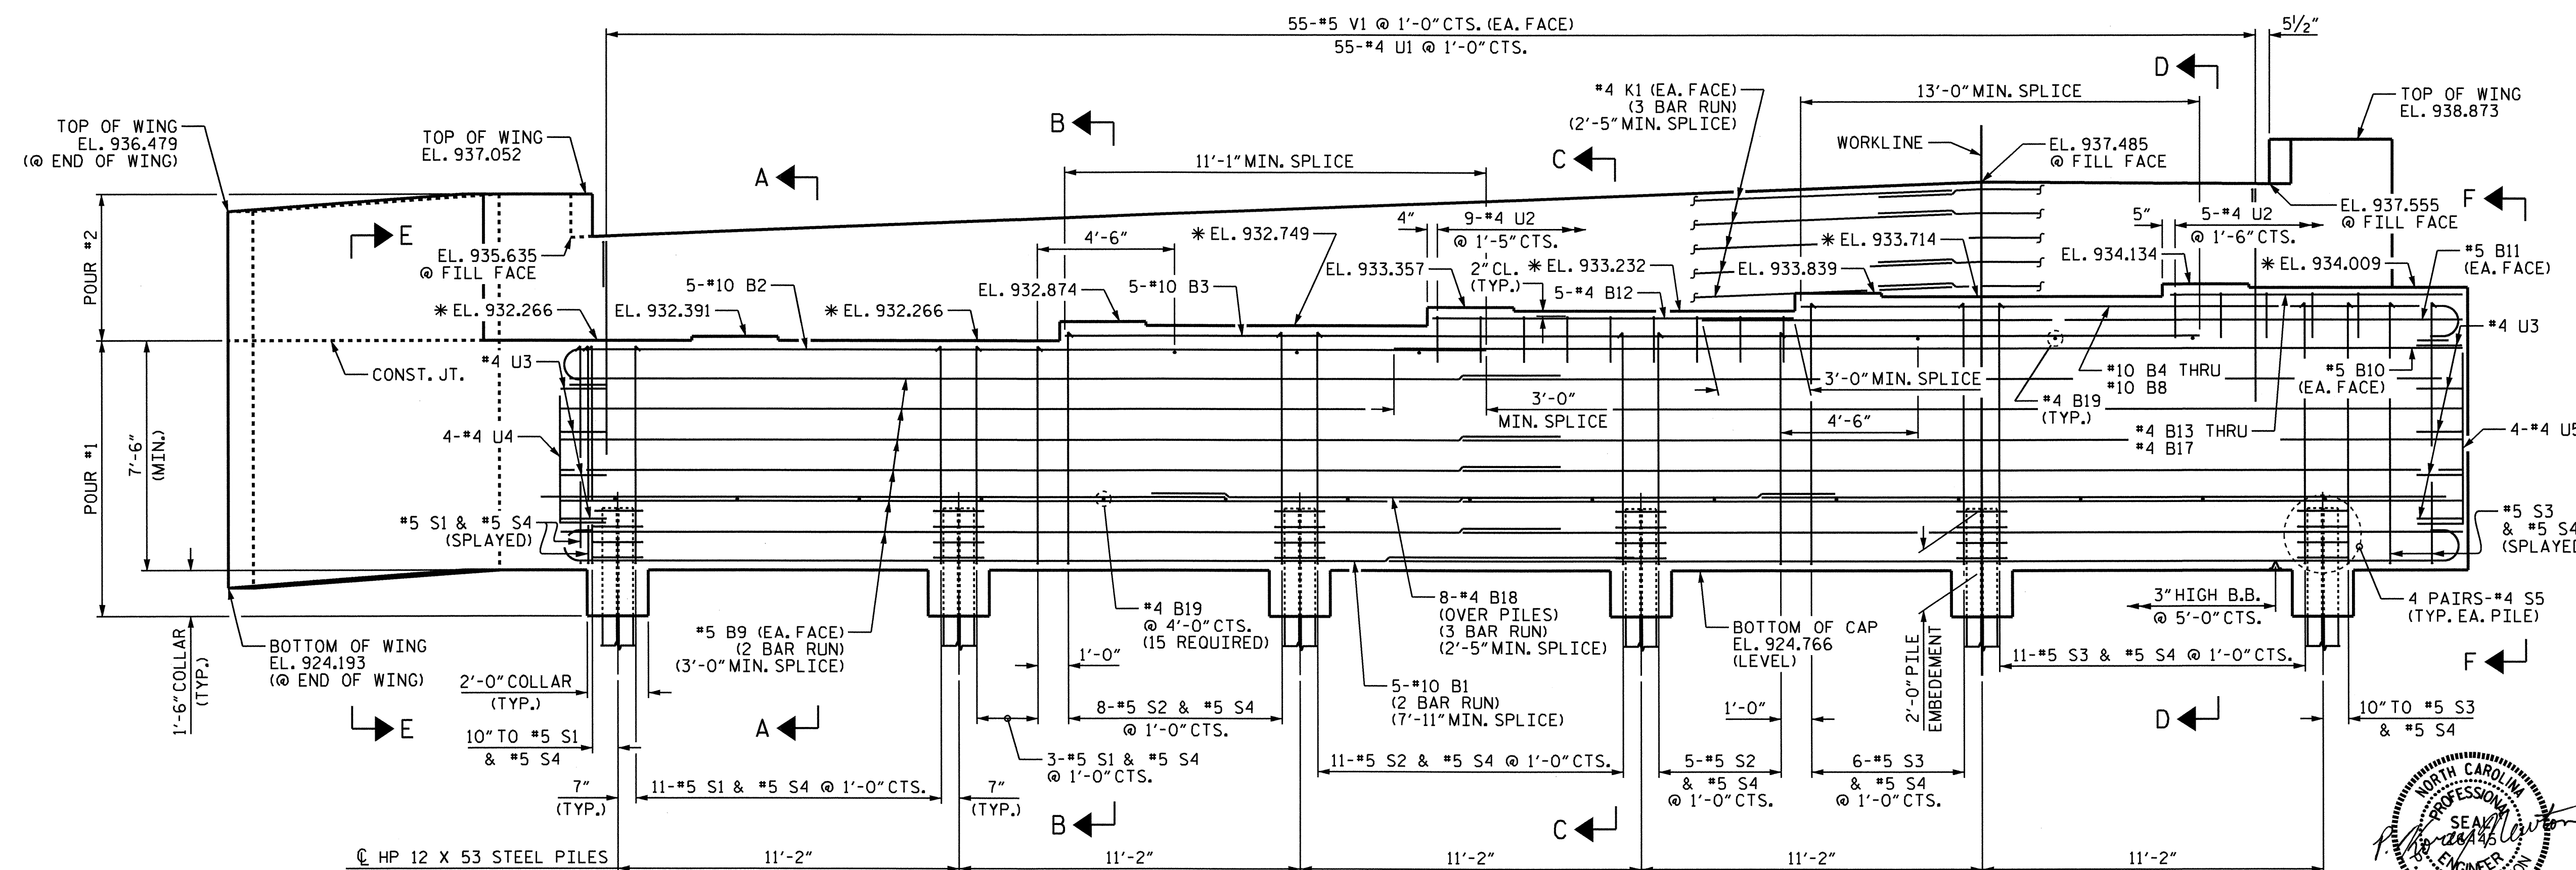 55-#5 V1 @ 1'-0" CTS. (EA. FACE)
55-#4 U1 @ 1'-0" CTS.
5½"
D
#4 K1 (EA. FACE)
(3 BAR RUN)
(2'-5" MIN. SPLICE)
13'-0" MIN. SPLICE
TOP OF WING
EL. 938.873
TOP OF WING
EL. 936.479
(@ END OF WING)
TOP OF WING
EL. 937.052
B
A
11'-1" MIN. SPLICE
C
WORKLINE
EL. 937.485
@ FILL FACE
F
E
EL. 935.635
@ FILL FACE
4'-6"
* EL. 932.749
4"
9-#4 U2
@ 1'-5" CTS.
* EL. 933.714
5"
5-#4 U2
@ 1'-6" CTS.
EL. 937.555
@ FILL FACE
POUR #2
5-#10 B2
EL. 932.874
5-#10 B3
EL. 933.357
2" CL.
(TYP.)
* EL. 933.232
5-#4 B12
EL. 933.839
EL. 934.134
* EL. 934.009
#5 B11
(EA. FACE)
* EL. 932.266
EL. 932.391
* EL. 932.266
#4 U3
#4 U3
CONST. JT.
3'-0" MIN. SPLICE
#10 B4 THRU
#10 B8
#5 B10
(EA. FACE)
3'-0"
MIN. SPLICE
#4 B19
(TYP.)
4'-6"
#4 B13 THRU
#4 B17
4-#4 U4
4-#4 U5
POUR #1
7'-6"
(MIN.)
#5 S1 & #5 S4
(SPLAYED)
#5 S3
& #5 S4
(SPLAYED
BOTTOM OF WING
EL. 924.193
(@ END OF WING)
1'-6" COLLAR
(TYP.)
2'-0" COLLAR
(TYP.)
#5 B9 (EA. FACE)
(2 BAR RUN)
(3'-0" MIN. SPLICE)
#4 B19
@ 4'-0" CTS.
(15 REQUIRED)
1'-0"
8-#4 B18
(OVER PILES)
(3 BAR RUN)
(2'-5" MIN. SPLICE)
BOTTOM OF CAP
EL. 924.766
(LEVEL)
2'-0" PILE
EMBEDEMENT
3" HIGH B.B.
@ 5'-0" CTS.
4 PAIRS-#4 S5
(TYP. EA. PILE)
11-#5 S3 & #5 S4 @ 1'-0" CTS.
F
5-#10 B1
(2 BAR RUN)
(7'-11" MIN. SPLICE)
E
10" TO #5 S1
& #5 S4
A
8-#5 S2 & #5 S4
@ 1'-0" CTS.
1'-0"
D
10" TO #5 S3
& #5 S4
3-#5 S1 & #5 S4
@ 1'-0" CTS.
7"
(TYP.)
11-#5 S1 & #5 S4 @ 1'-0" CTS.
7"
(TYP.)
11-#5 S2 & #5 S4 @ 1'-0" CTS.
5-#5 S2
& #5 S4
@ 1'-0" CTS.
6-#5 S3
& #5 S4
@ 1'-0" CTS.
B
C
NORTH CAROLINA
PROFESSIONAL
SEAL
ENGINEER
℄ HP 12 X 53 STEEL PILES
11'-2"
11'-2"
11'-2"
11'-2"
11'-2"